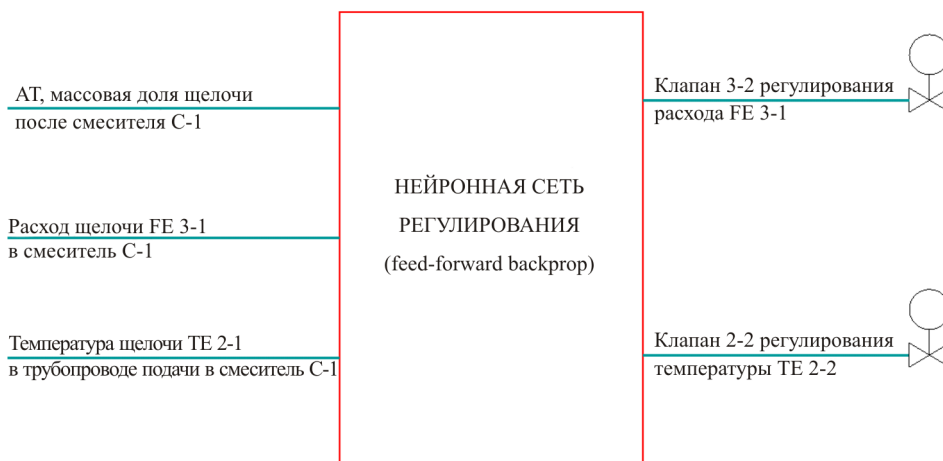 АТ, массовая доля щелочи
после смесителя С-1
Расход щелочи FE 3-1
в смеситель С-1
Температура щелочи ТЕ 2-1
в трубопроводе подачи в смеситель С-1
НЕЙРОННАЯ СЕТЬ
РЕГУЛИРОВАНИЯ
(feed-forward backprop)
Клапан 3-2 регулирования
расхода FE 3-1
Клапан 2-2 регулирования
температуры ТЕ 2-2